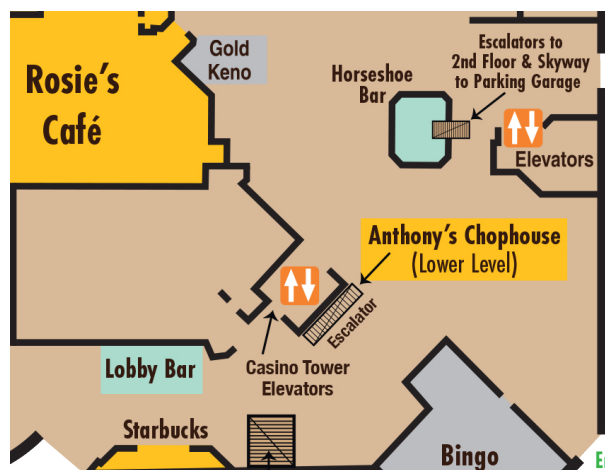 Gold
Keno
Rosie's
Café
Horseshoe
Bar
Escalators to
2nd Floor & Skyway
to Parking Garage
Elevators
Anthony's Chophouse
(Lower Level)
Escalator
Casino Tower
Elevators
Lobby Bar
Starbucks
Bingo